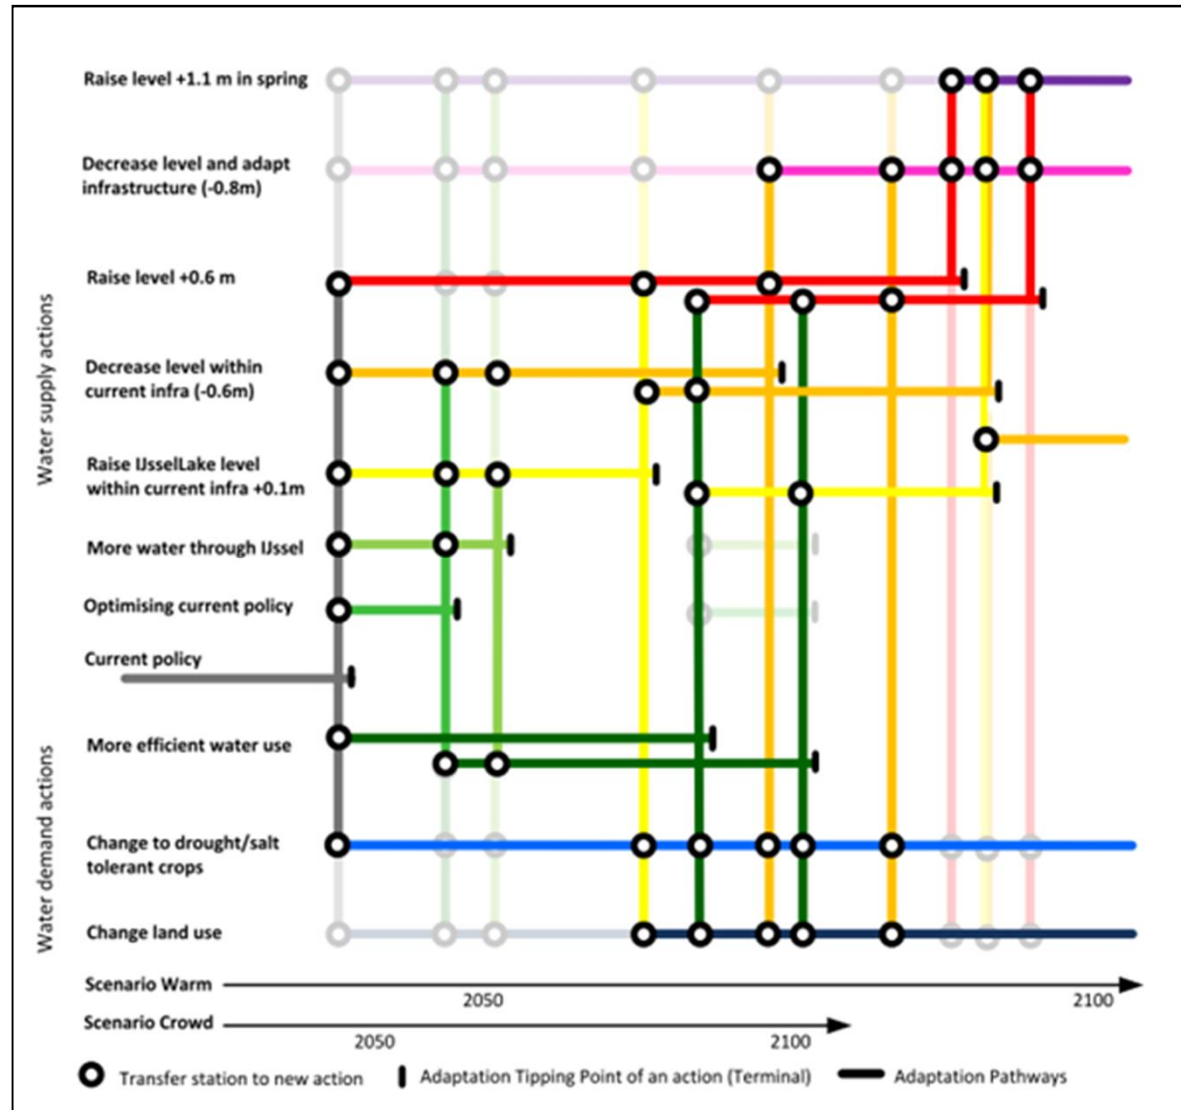 Raise level +1.1 m in spring
Decrease level and adapt
infrastructure (-0.8m)
Raise level +0.6 m
Decrease level within
current infra (-0.6m)
Raise IJsselLake level
within current infra +0.1m
More water through IJssel
Optimising current policy
Current policy
More efficient water use
Change to drought/salt
tolerant crops
Change land use
Water supply actions
Water demand actions
Scenario Warm
2050
2100
Scenario Crowd
2050
2100
Transfer station to new action
Adaptation Tipping Point of an action (Terminal)
Adaptation Pathways